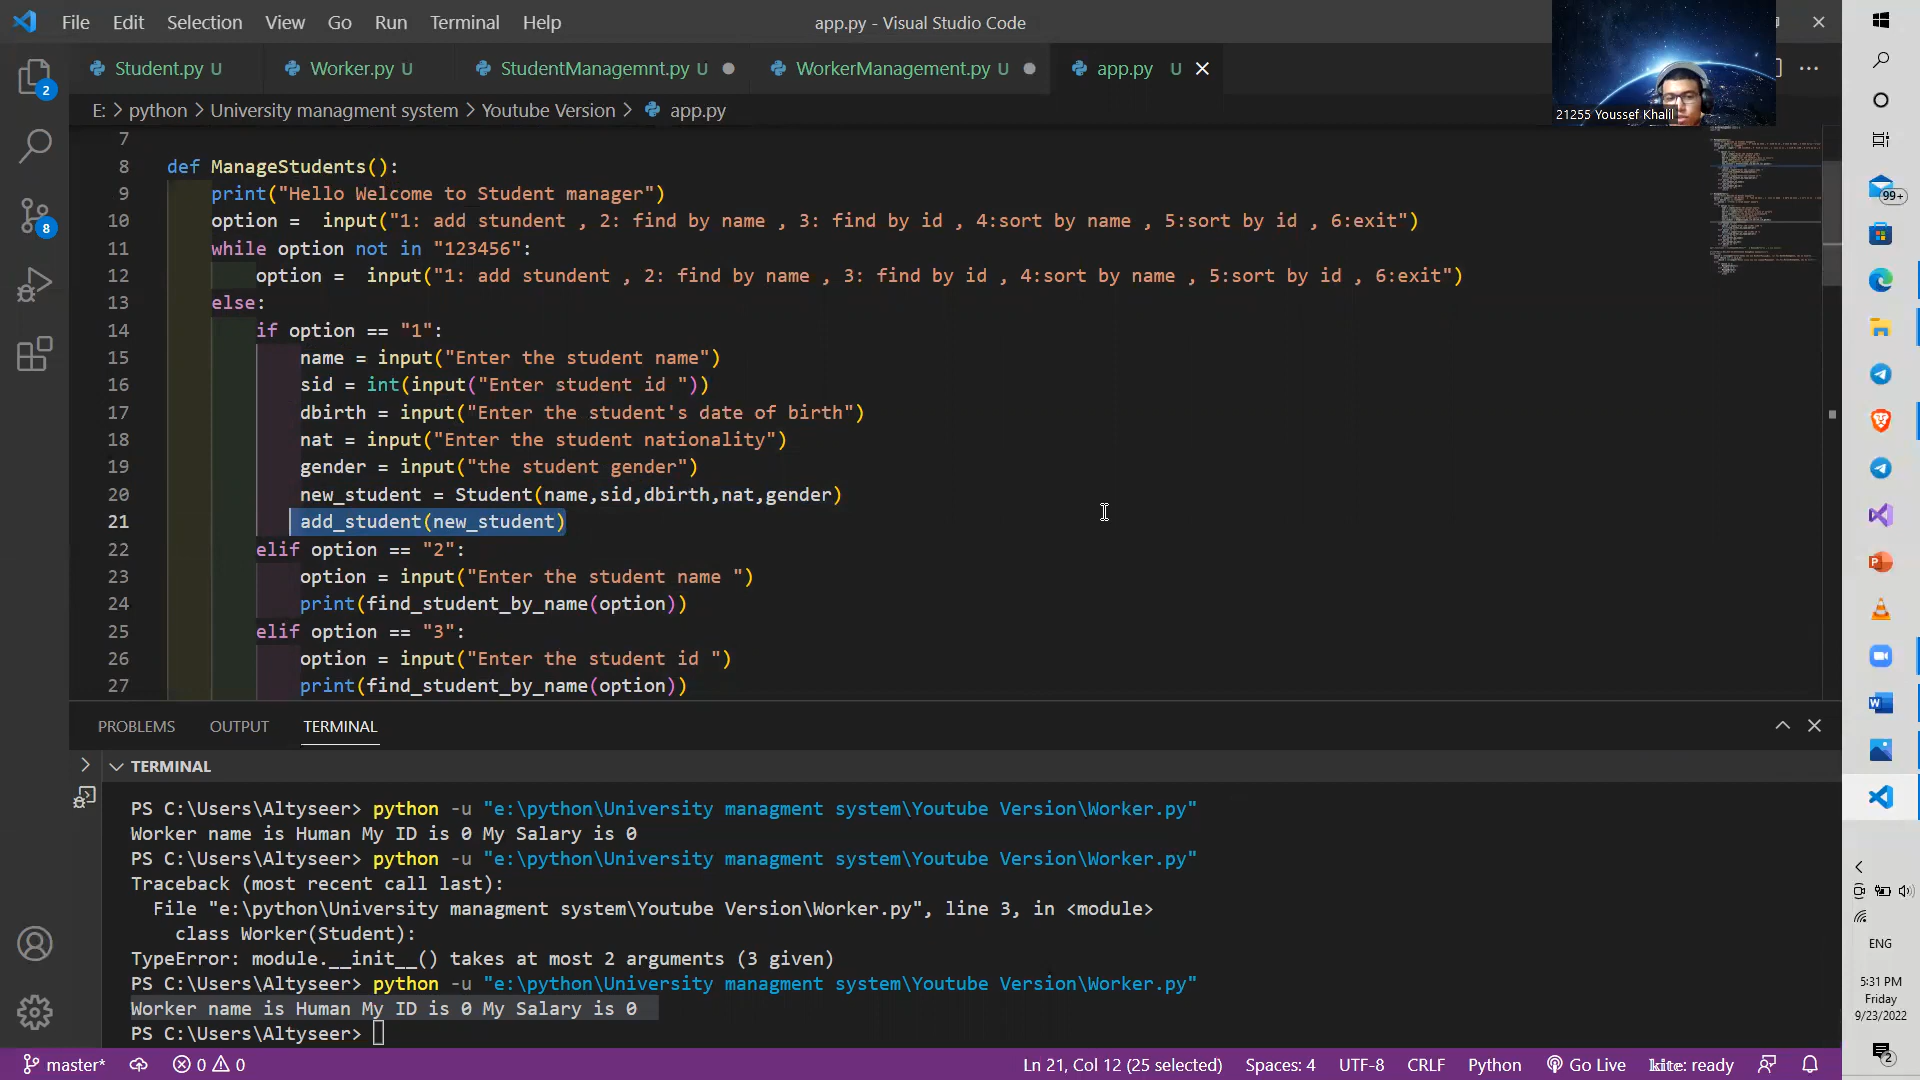 File Edit Selection View Go Run Terminal Help
app.py - Visual Studio Code
Student.py U
Worker.py U
StudentManagemnt.py U
WorkerManagement.py U
app.py U
E: > python > University managment system > Youtube Version > app.py
21255 Youssef Khalil
7
8 def ManageStudents():
9 print("Hello Welcome to Student manager")
10 option = input("1: add stundent , 2: find by name , 3: find by id , 4:sort by name , 5:sort by id , 6:exit")
11 while option not in "123456":
12 option = input("1: add stundent , 2: find by name , 3: find by id , 4:sort by name , 5:sort by id , 6:exit")
13 else:
14 if option == "1":
15 name = input("Enter the student name")
16 sid = int(input("Enter student id "))
17 dbirth = input("Enter the student's date of birth")
18 nat = input("Enter the student nationality")
19 gender = input("the student gender")
20 new_student = Student(name,sid,dbirth,nat,gender)
21 add_student(new_student)
22 elif option == "2":
23 option = input("Enter the student name ")
24 print(find_student_by_name(option))
25 elif option == "3":
26 option = input("Enter the student id ")
27 print(find_student_by_name(option))
2
8
PROBLEMS OUTPUT TERMINAL
TERMINAL
PS C:\Users\Altyseer> python -u "e:\python\University managment system\Youtube Version\Worker.py"
Worker name is Human My ID is 0 My Salary is 0
PS C:\Users\Altyseer> python -u "e:\python\University managment system\Youtube Version\Worker.py"
Traceback (most recent call last):
File "e:\python\University managment system\Youtube Version\Worker.py", line 3, in <module>
class Worker(Student):
TypeError: module.__init__() takes at most 2 arguments (3 given)
PS C:\Users\Altyseer> python -u "e:\python\University managment system\Youtube Version\Worker.py"
Worker name is Human My ID is 0 My Salary is 0
PS C:\Users\Altyseer>
master* 0 0 Ln 21, Col 12 (25 selected) Spaces: 4 UTF-8 CRLF Python Go Live kite: ready
99+
ENG
5:31 PM
Friday
9/23/2022
2